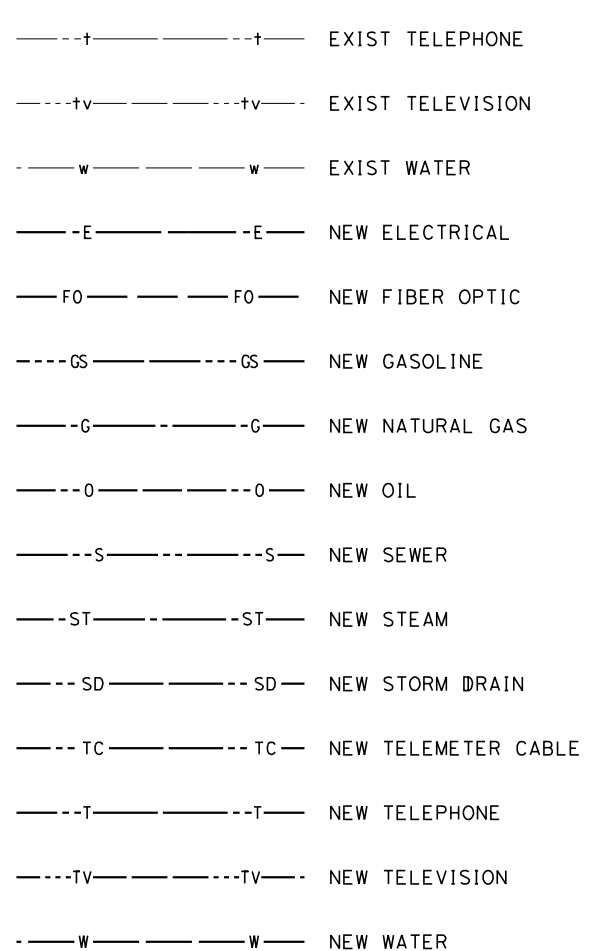 t t EXIST TELEPHONE
tv tv EXIST TELEVISION
w w EXIST WATER
E E NEW ELECTRICAL
FO FO NEW FIBER OPTIC
GS GS NEW GASOLINE
G G NEW NATURAL GAS
O O NEW OIL
S S NEW SEWER
ST ST NEW STEAM
SD SD NEW STORM DRAIN
TC TC NEW TELEMETER CABLE
T T NEW TELEPHONE
TV TV NEW TELEVISION
W W NEW WATER